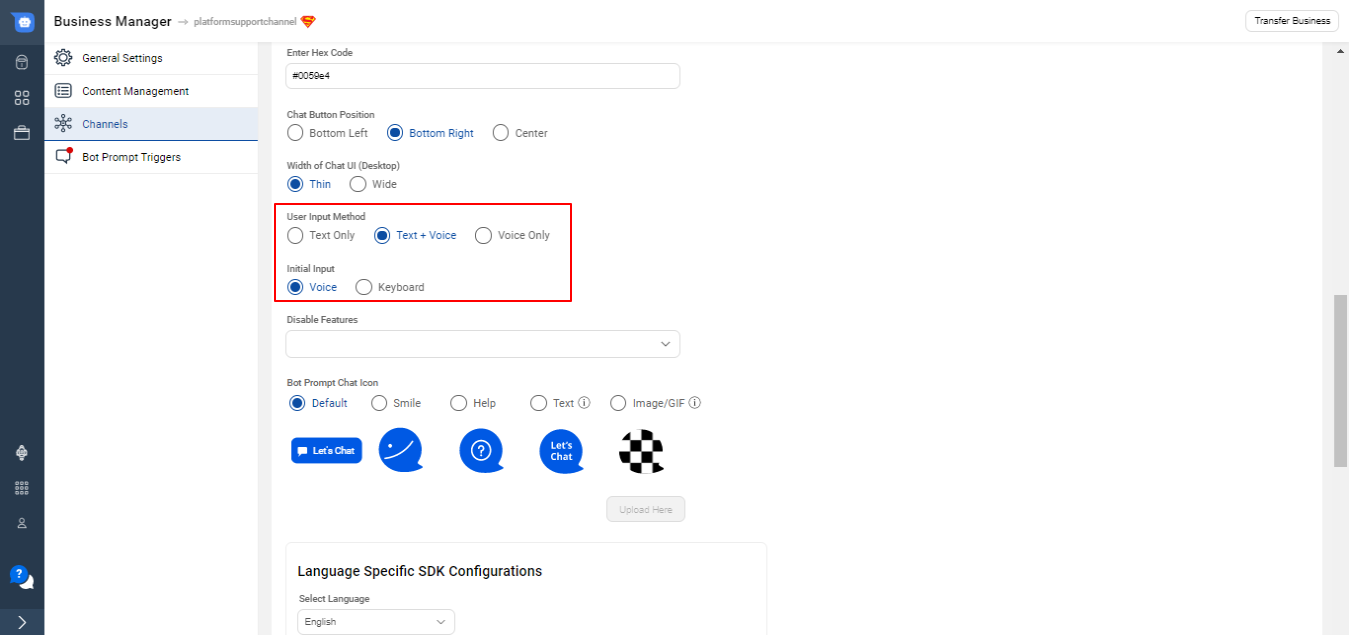 Business Manager → platformsupportchannel
Transfer Business
General Settings
Content Management
Channels
Bot Prompt Triggers
Enter Hex Code
#0059e4
Chat Button Position
Bottom Left Bottom Right Center
Width of Chat UI (Desktop)
Thin Wide
User Input Method
Text Only Text + Voice Voice Only
Initial Input
Voice Keyboard
Disable Features
Bot Prompt Chat Icon
Default Smile Help Text Image/GIF
Let's Chat
?
Let's
Chat
Upload Here
Language Specific SDK Configurations
Select Language
English
?